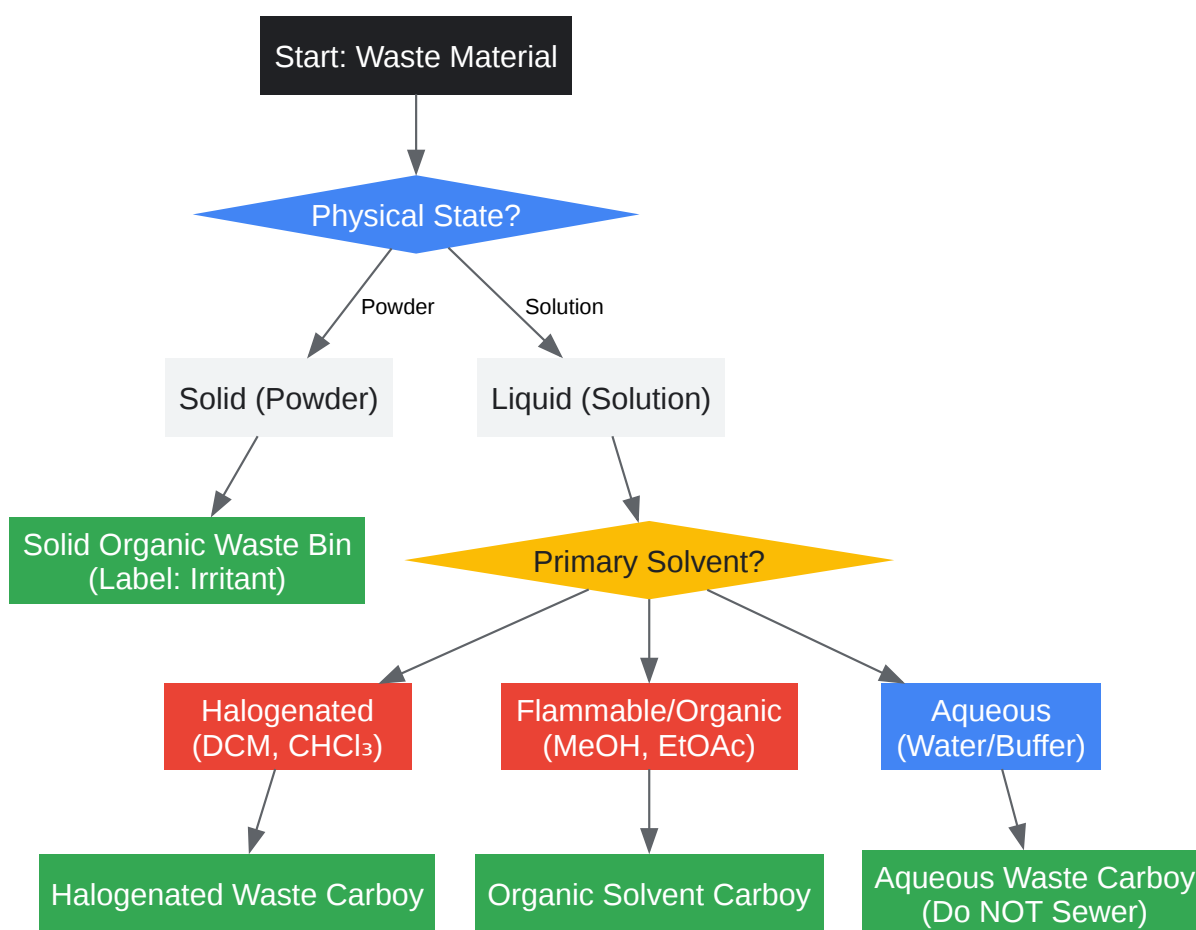 Start: Waste Material
Physical State?
Powder
Solution
Solid (Powder)
Liquid (Solution)
Solid Organic Waste Bin
(Label: Irritant)
Primary Solvent?
Halogenated
(DCM, CHCl₃)
Flammable/Organic
(MeOH, EtOAc)
Aqueous
(Water/Buffer)
Halogenated Waste Carboy
Organic Solvent Carboy
Aqueous Waste Carboy
(Do NOT Sewer)